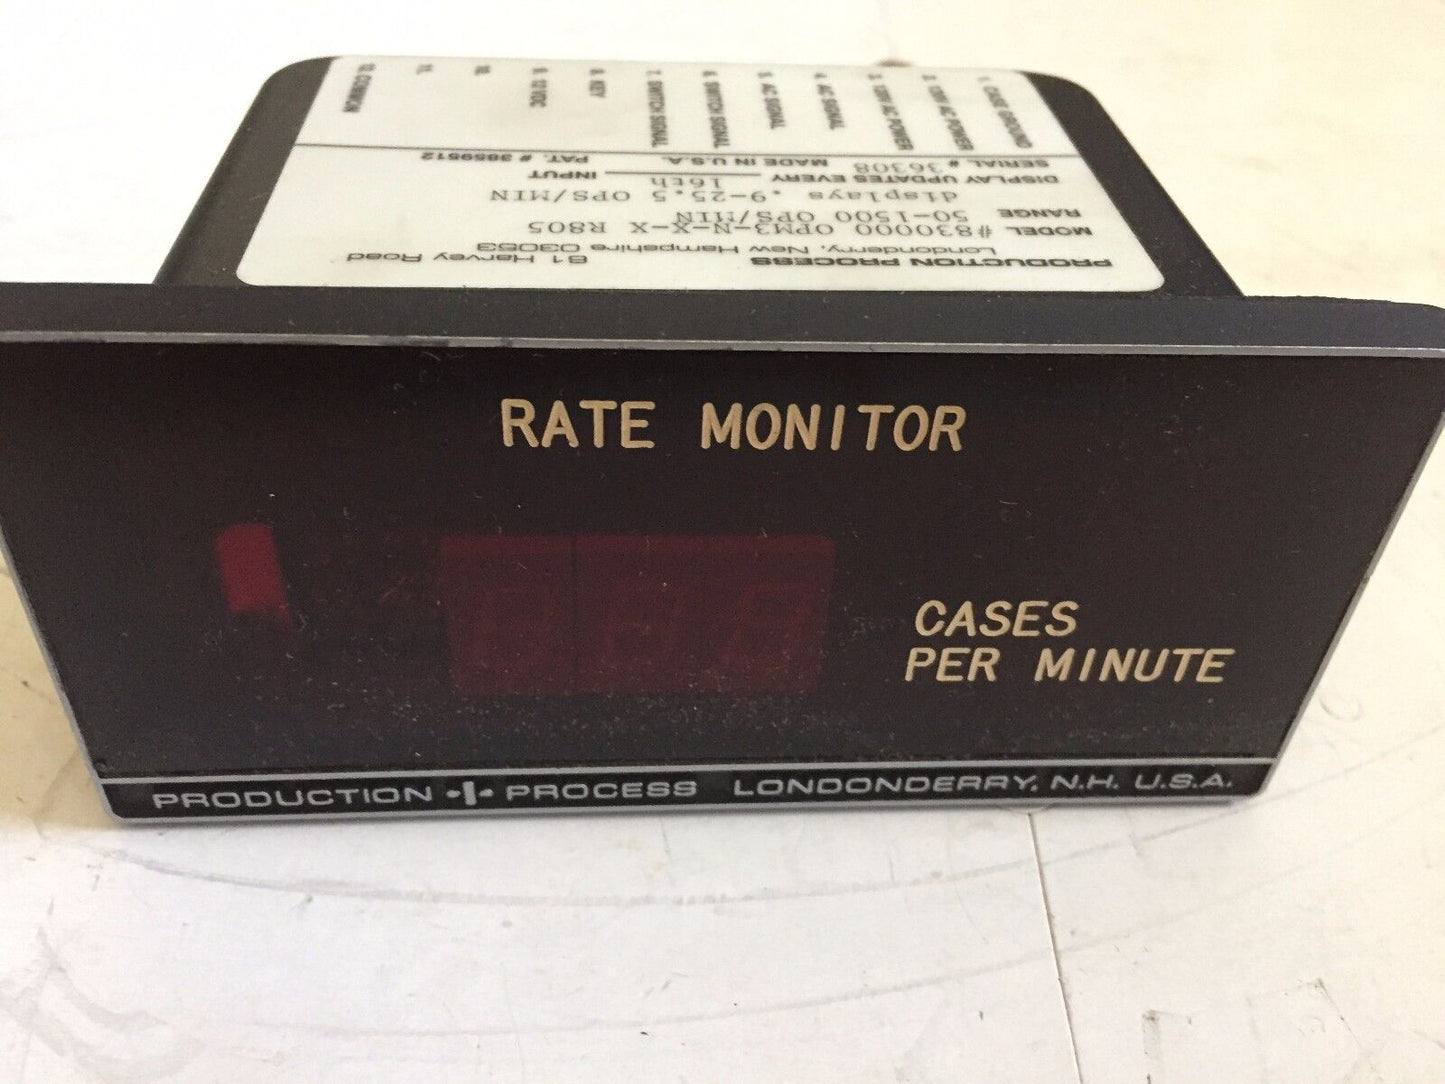 RATE MONITOR
CASES
PER MINUTE
PRODUCTION PROCESS LONDONDERRY, N.H. U.S.A.
PRODUCTION PROCESS 61 Harvey Road
Londonderry, New Hampshire 03053
MODEL #830000 OPM3-N-X-X R805
RANGE 50-1500 OPS/MIN
displays .9-25.5 OPS/MIN
DISPLAY UPDATES EVERY 16th INPUT
SERIAL # 36308 MADE IN U.S.A. PAT. # 3859512
1. CASE GROUND
2. 120V AC POWER
3. 120V AC POWER
4. AC SIGNAL
5. AC SIGNAL
6. SWITCH SIGNAL
7. SWITCH SIGNAL
8. KEY
9. 12 VDC
10.
11.
12. COMMON